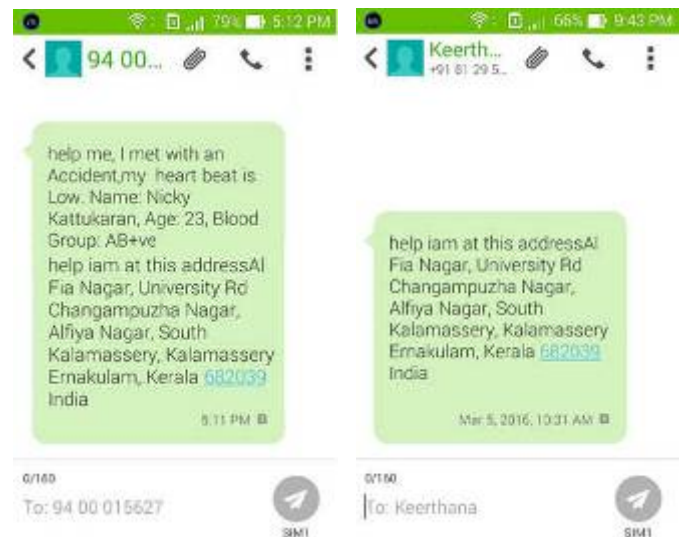 79% 5:12 PM
94 00...
help me, I met with an
Accident,my heart beat is
Low. Name: Nicky
Kattukaran, Age: 23, Blood
Group: AB+ve
help iam at this addressAl
Fia Nagar, University Rd
Changampuzha Nagar,
Alfiya Nagar, South
Kalamassery, Kalamassery
Ernakulam, Kerala 682039
India
5:11 PM
0/160
To: 94 00 015627
SIM1
66% 9:43 PM
Keerth...
+91 81 29 5..
help iam at this addressAl
Fia Nagar, University Rd
Changampuzha Nagar,
Alfiya Nagar, South
Kalamassery, Kalamassery
Ernakulam, Kerala 682039
India
Mar 5, 2016, 10:31 AM
0/160
To: Keerthana
SIM1